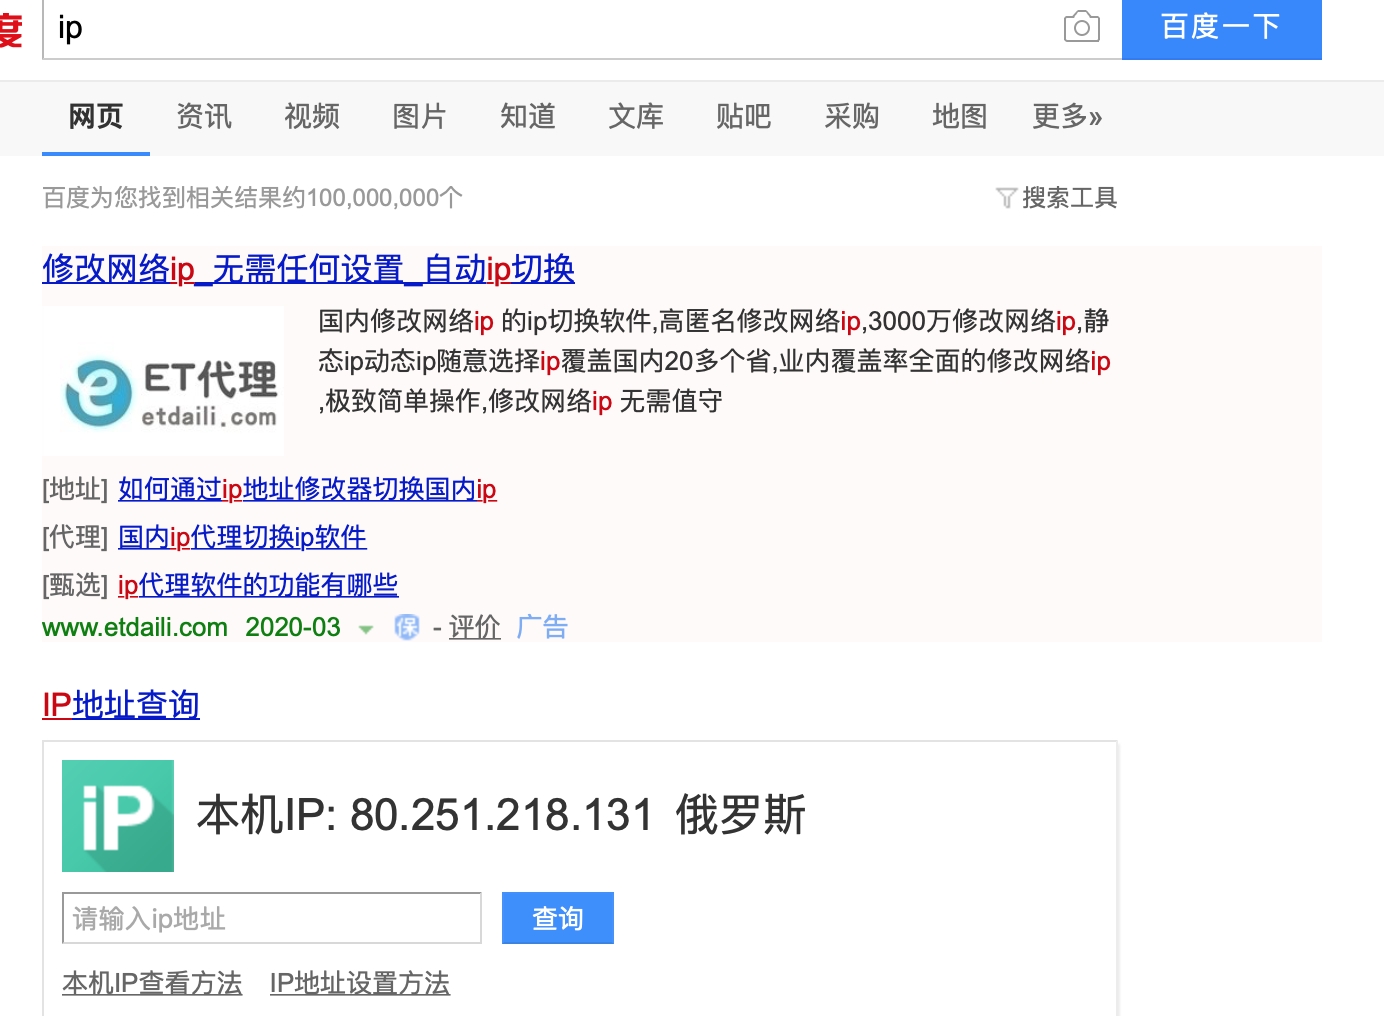 度
ip
百度一下
网页 资讯 视频 图片 知道 文库 贴吧 采购 地图 更多»
百度为您找到相关结果约100,000,000个
搜索工具
修改网络ip_无需任何设置_自动ip切换
ET代理
etdaili.com
国内修改网络ip 的ip切换软件,高匿名修改网络ip,3000万修改网络ip,静
态ip动态ip随意选择ip覆盖国内20多个省,业内覆盖率全面的修改网络ip
,极致简单操作,修改网络ip 无需值守
[地址] 如何通过ip地址修改器切换国内ip
[代理] 国内ip代理切换ip软件
[甄选] ip代理软件的功能有哪些
www.etdaili.com 2020-03 保 - 评价 广告
IP地址查询
iP
本机IP: 80.251.218.131 俄罗斯
请输入ip地址
查询
本机IP查看方法 IP地址设置方法